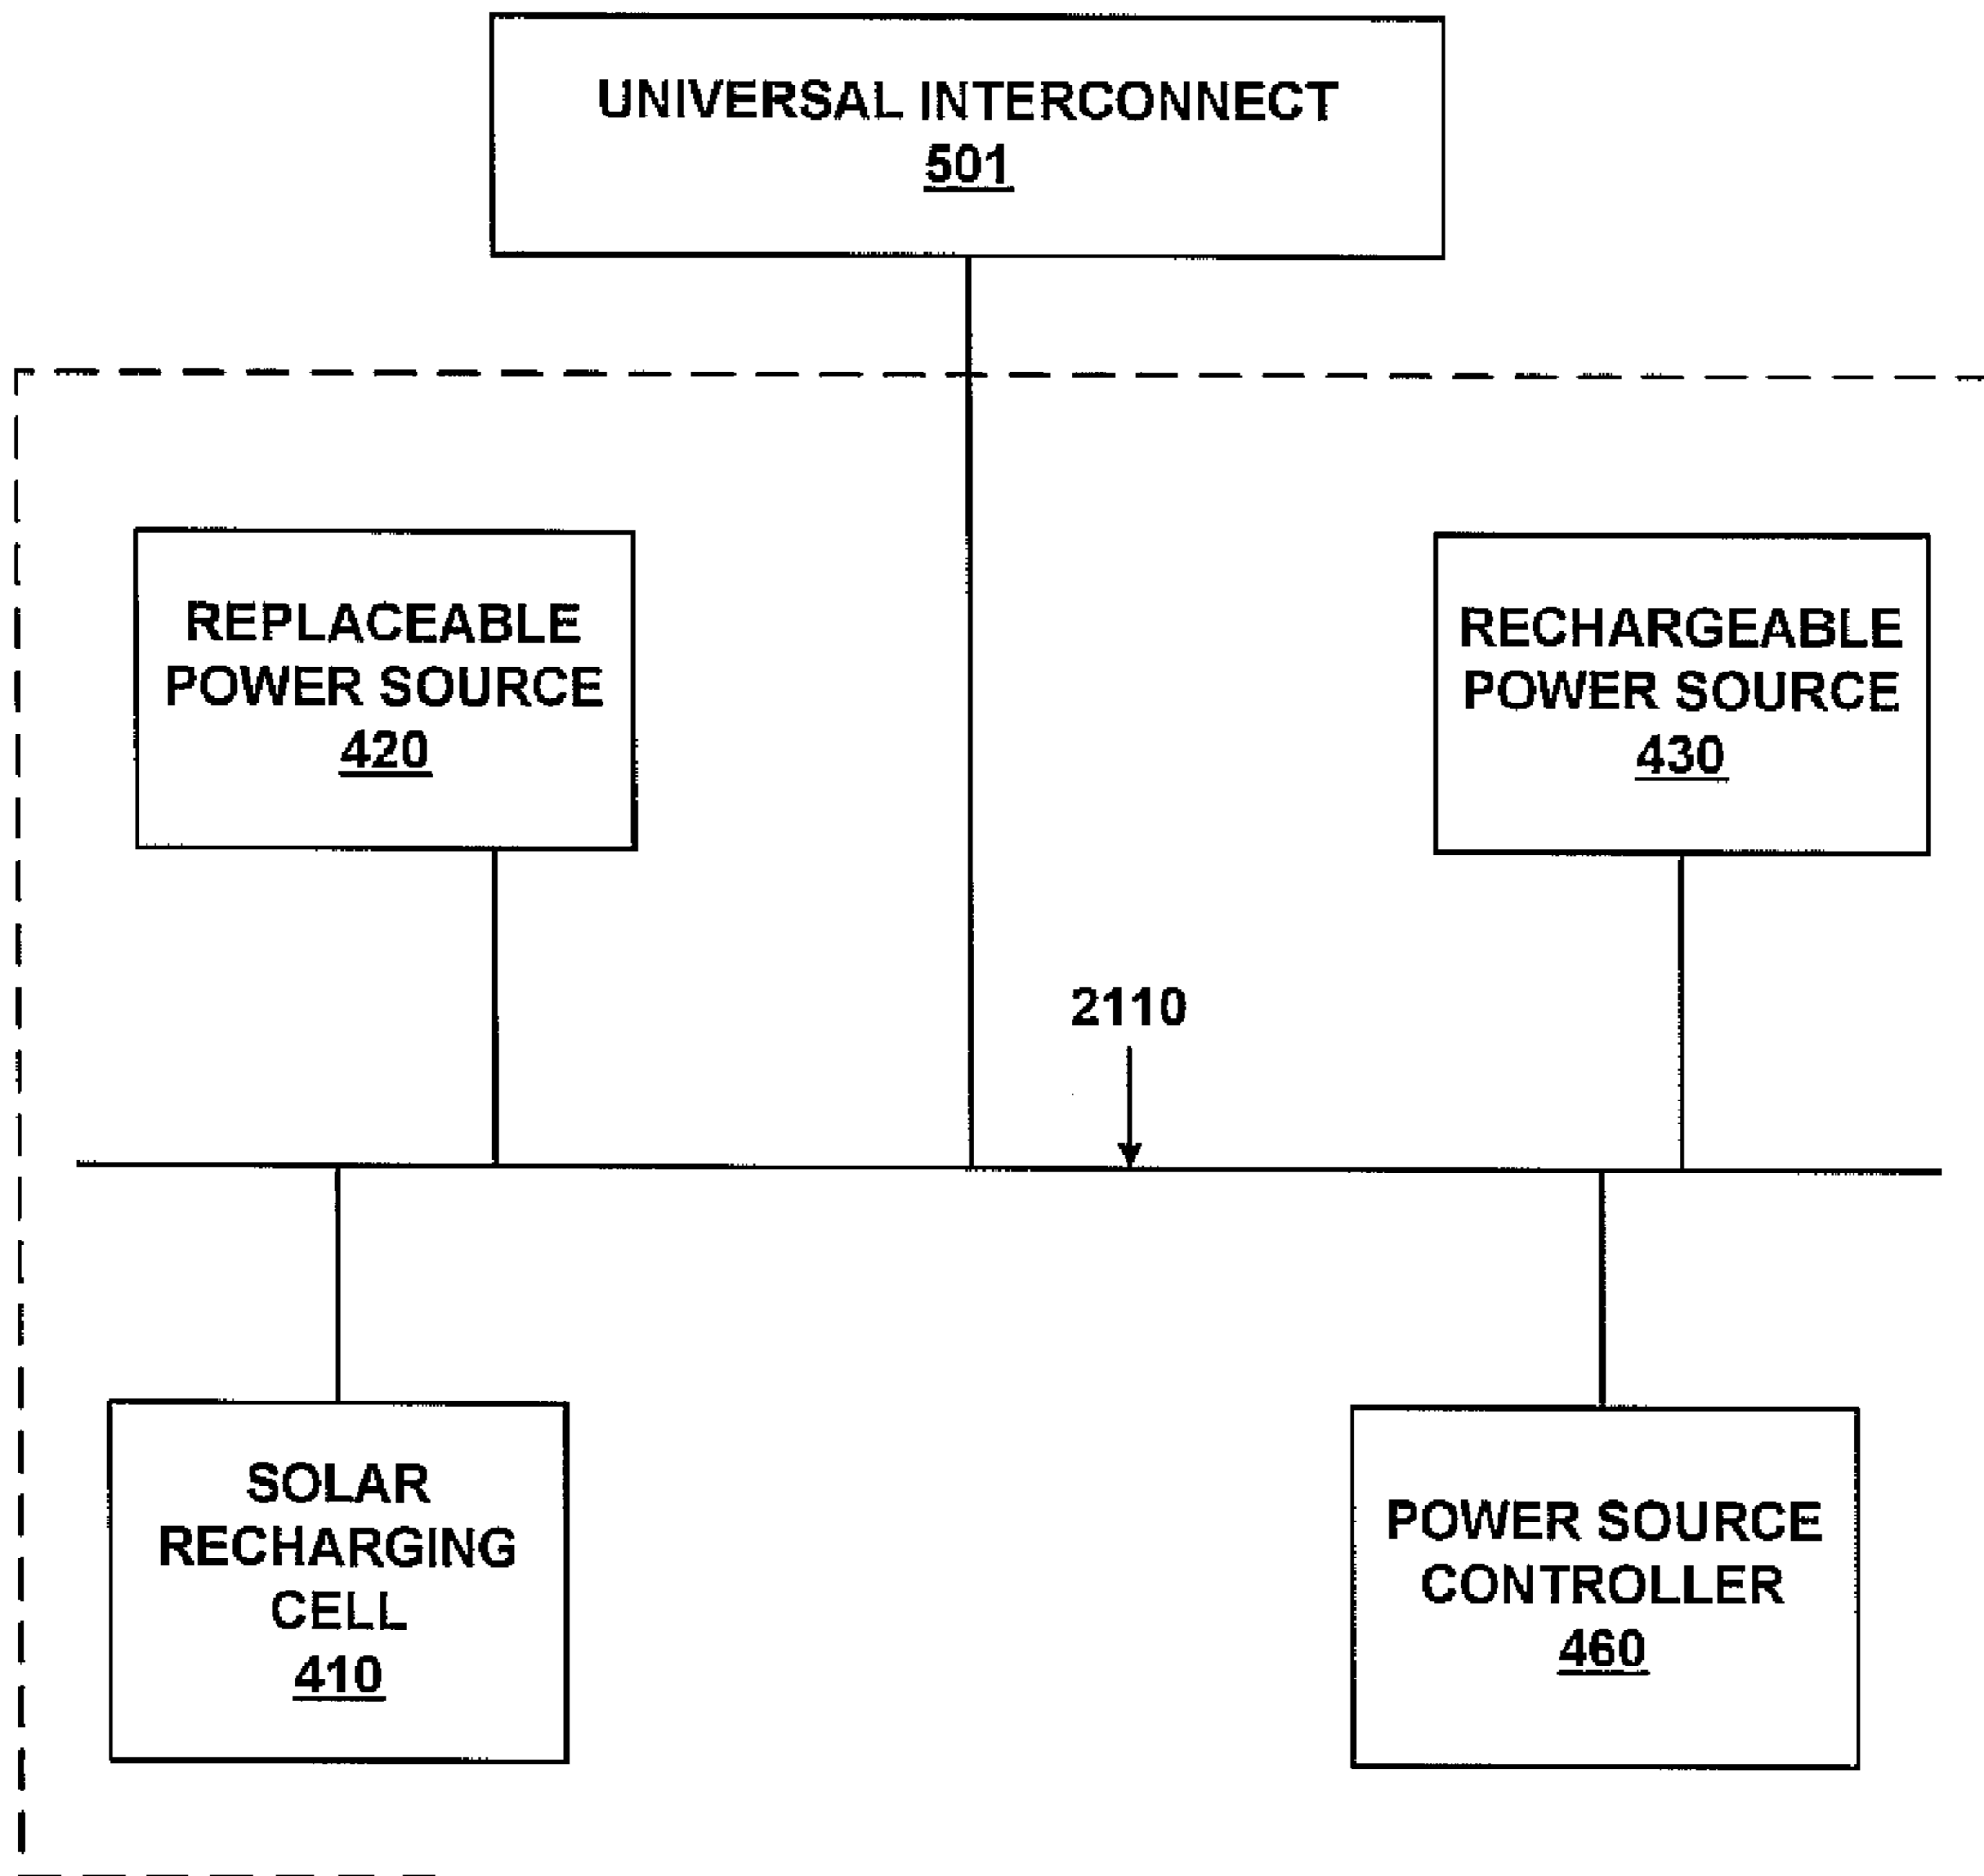 UNIVERSAL INTERCONNECT
501
REPLACEABLE
POWER SOURCE
420
RECHARGEABLE
POWER SOURCE
430
2110
SOLAR
RECHARGING
CELL
410
POWER SOURCE
CONTROLLER
460